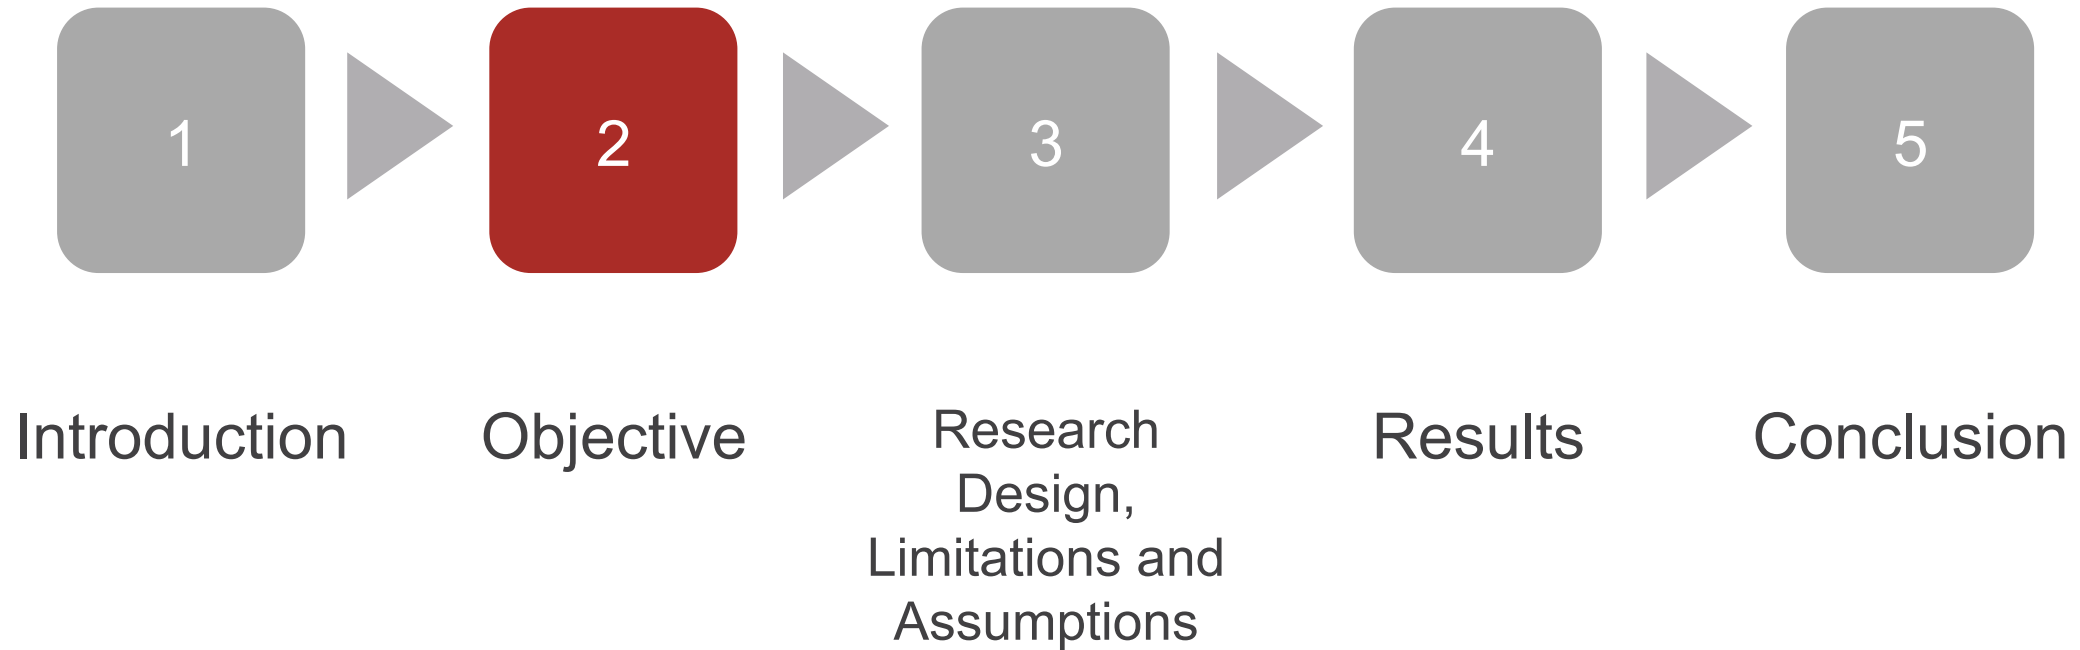 1
2
3
4
5
Introduction
Objective
Research
Design,
Limitations and
Assumptions
Results
Conclusion